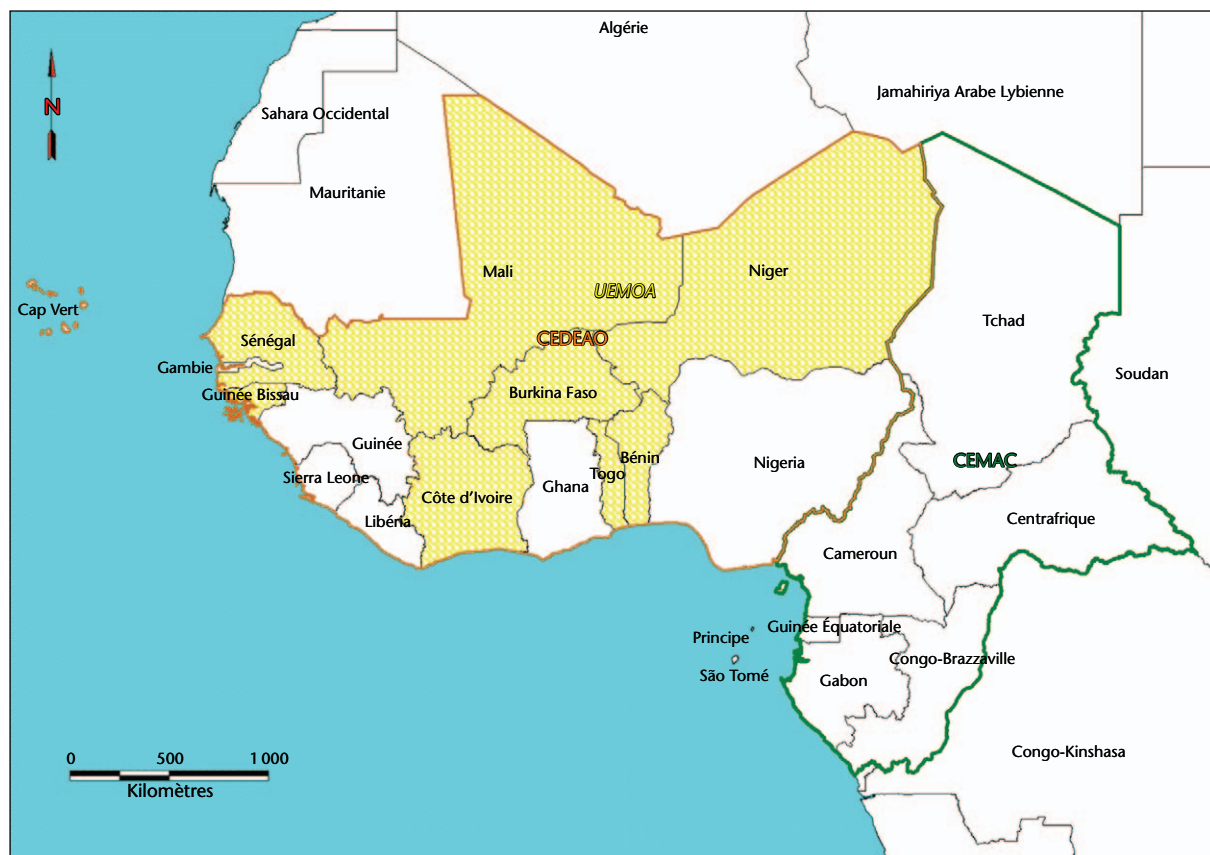 Algérie
Jamahiriya Arabe Lybienne
N
Sahara Occidental
Mauritanie
Mali
Niger
UEMOA
Cap Vert
Tchad
CEDEAO
Sénégal
Gambie
Soudan
Guinée Bissau
Burkina Faso
Guinée
Bénin
CEMAC
Nigeria
Sierra Leone
Togo
Ghana
Côte d'Ivoire
Libéria
Centrafrique
Cameroun
Guinée Équatoriale
Principe
Congo-Brazzaville
São Tomé
Gabon
Congo-Kinshasa
0 500 1 000
Kilomètres